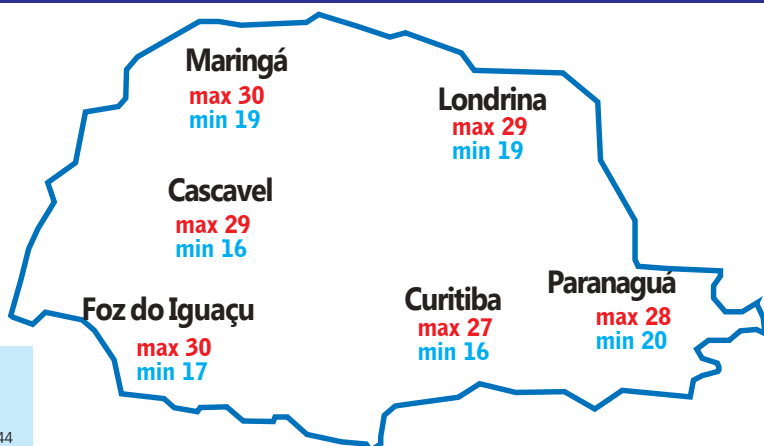 Maringá
max 30
min 19
Londrina
max 29
min 19
Cascavel
max 29
min 16
Foz do Iguaçu
max 30
min 17
Curitiba
max 27
min 16
Paranaguá
max 28
min 20
44